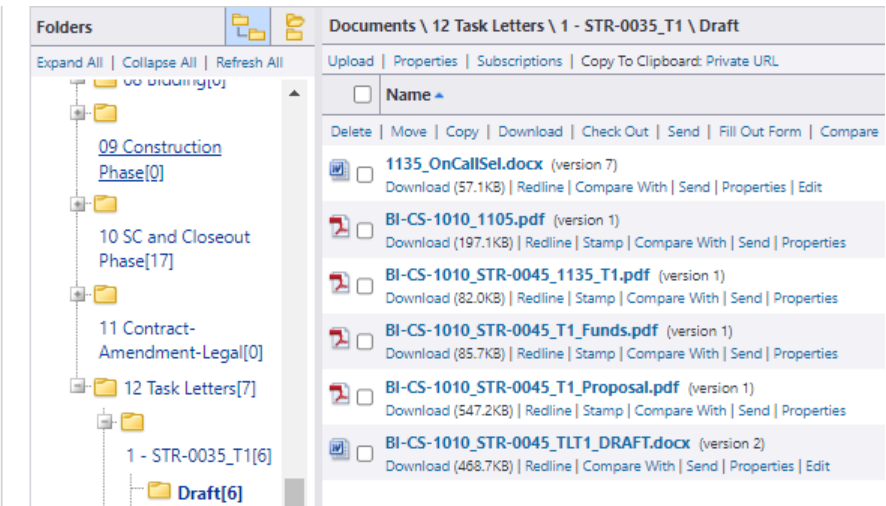 Folders
Expand All | Collapse All | Refresh All
08 Bidding[0]
09 Construction
Phase[0]
10 SC and Closeout
Phase[17]
11 Contract-
Amendment-Legal[0]
12 Task Letters[7]
1 - STR-0035_T1[6]
Draft[6]
Documents \ 12 Task Letters \ 1 - STR-0035_T1 \ Draft
Upload | Properties | Subscriptions | Copy To Clipboard: Private URL
Name
Delete | Move | Copy | Download | Check Out | Send | Fill Out Form | Compare
1135_OnCallSel.docx (version 7)
Download (57.1KB) | Redline | Compare With | Send | Properties | Edit
BI-CS-1010_1105.pdf (version 1)
Download (197.1KB) | Redline | Stamp | Compare With | Send | Properties
BI-CS-1010_STR-0045_1135_T1.pdf (version 1)
Download (82.0KB) | Redline | Stamp | Compare With | Send | Properties
BI-CS-1010_STR-0045_T1_Funds.pdf (version 1)
Download (85.7KB) | Redline | Stamp | Compare With | Send | Properties
BI-CS-1010_STR-0045_T1_Proposal.pdf (version 1)
Download (547.2KB) | Redline | Stamp | Compare With | Send | Properties
BI-CS-1010_STR-0045_TLT1_DRAFT.docx (version 2)
Download (468.7KB) | Redline | Compare With | Send | Properties | Edit